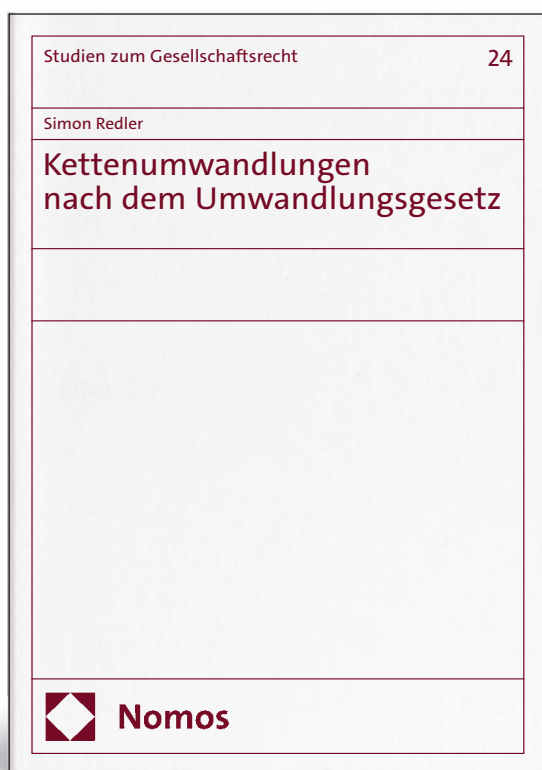 Studien zum Gesellschaftsrecht 24
Simon Redler
Kettenumwandlungen
nach dem Umwandlungsgesetz
Nomos